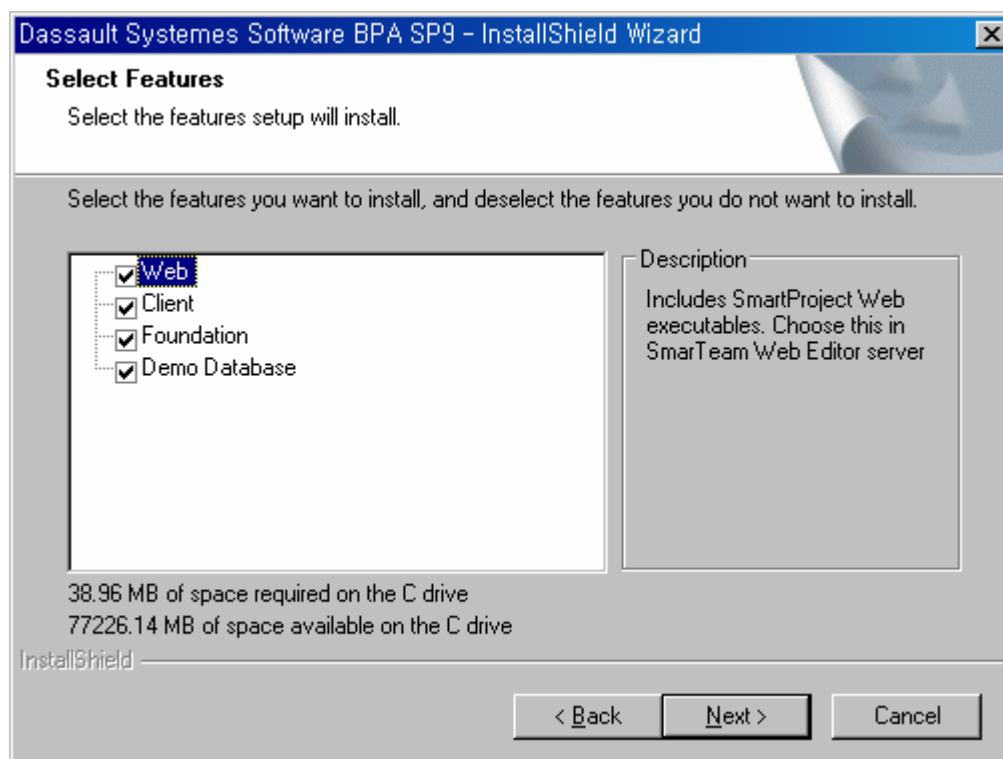 Dassault Systemes Software BPA SP9 - InstallShield Wizard
Select Features
Select the features setup will install.
Select the features you want to install, and deselect the features you do not want to install.
Web
Client
Foundation
Demo Database
Description
Includes SmartProject Web
executables. Choose this in
SmarTeam Web Editor server
38.96 MB of space required on the C drive
77226.14 MB of space available on the C drive
InstallShield
< Back
Next >
Cancel